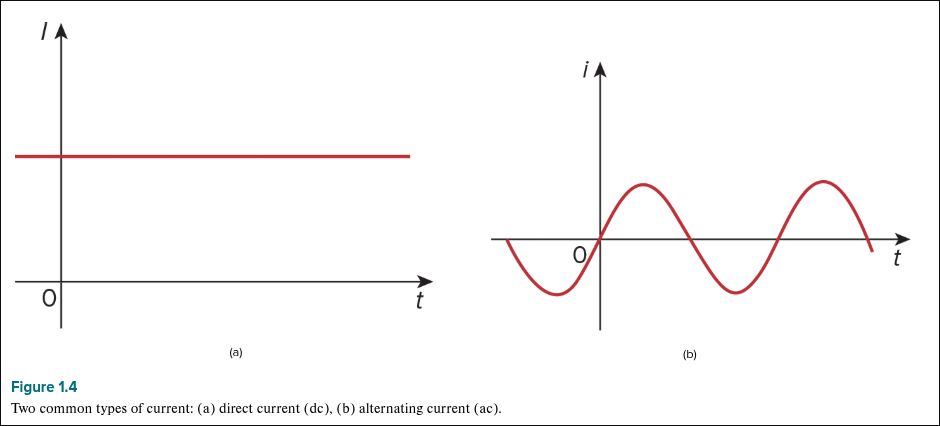 I
0
t
(a)
i
0
t
(b)
Figure 1.4
Two common types of current: (a) direct current (dc), (b) alternating current (ac).